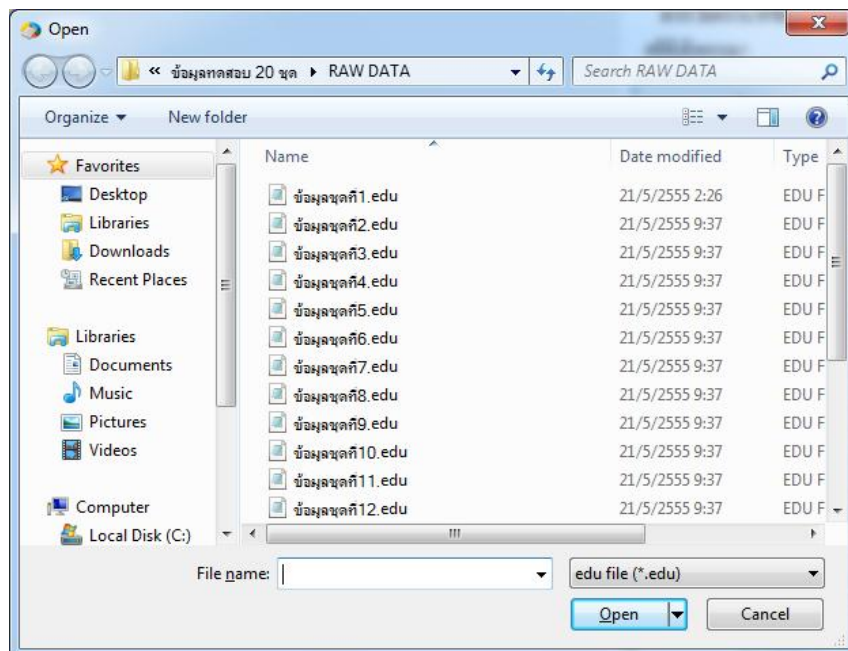 Open
« ข้อมูลทดสอบ 20 ชุด ▸ RAW DATA
Search RAW DATA
Organize
New folder
Name
Date modified
Type
Favorites
Desktop
Libraries
Downloads
Recent Places
Libraries
Documents
Music
Pictures
Videos
Computer
Local Disk (C:)
ข้อมูลชุดที่1.edu 21/5/2555 2:26 EDU F
ข้อมูลชุดที่2.edu 21/5/2555 9:37 EDU F
ข้อมูลชุดที่3.edu 21/5/2555 9:37 EDU F
ข้อมูลชุดที่4.edu 21/5/2555 9:37 EDU F
ข้อมูลชุดที่5.edu 21/5/2555 9:37 EDU F
ข้อมูลชุดที่6.edu 21/5/2555 9:37 EDU F
ข้อมูลชุดที่7.edu 21/5/2555 9:37 EDU F
ข้อมูลชุดที่8.edu 21/5/2555 9:37 EDU F
ข้อมูลชุดที่9.edu 21/5/2555 9:37 EDU F
ข้อมูลชุดที่10.edu 21/5/2555 9:37 EDU F
ข้อมูลชุดที่11.edu 21/5/2555 9:37 EDU F
ข้อมูลชุดที่12.edu 21/5/2555 9:37 EDU F
File name:
edu file (*.edu)
Open
Cancel